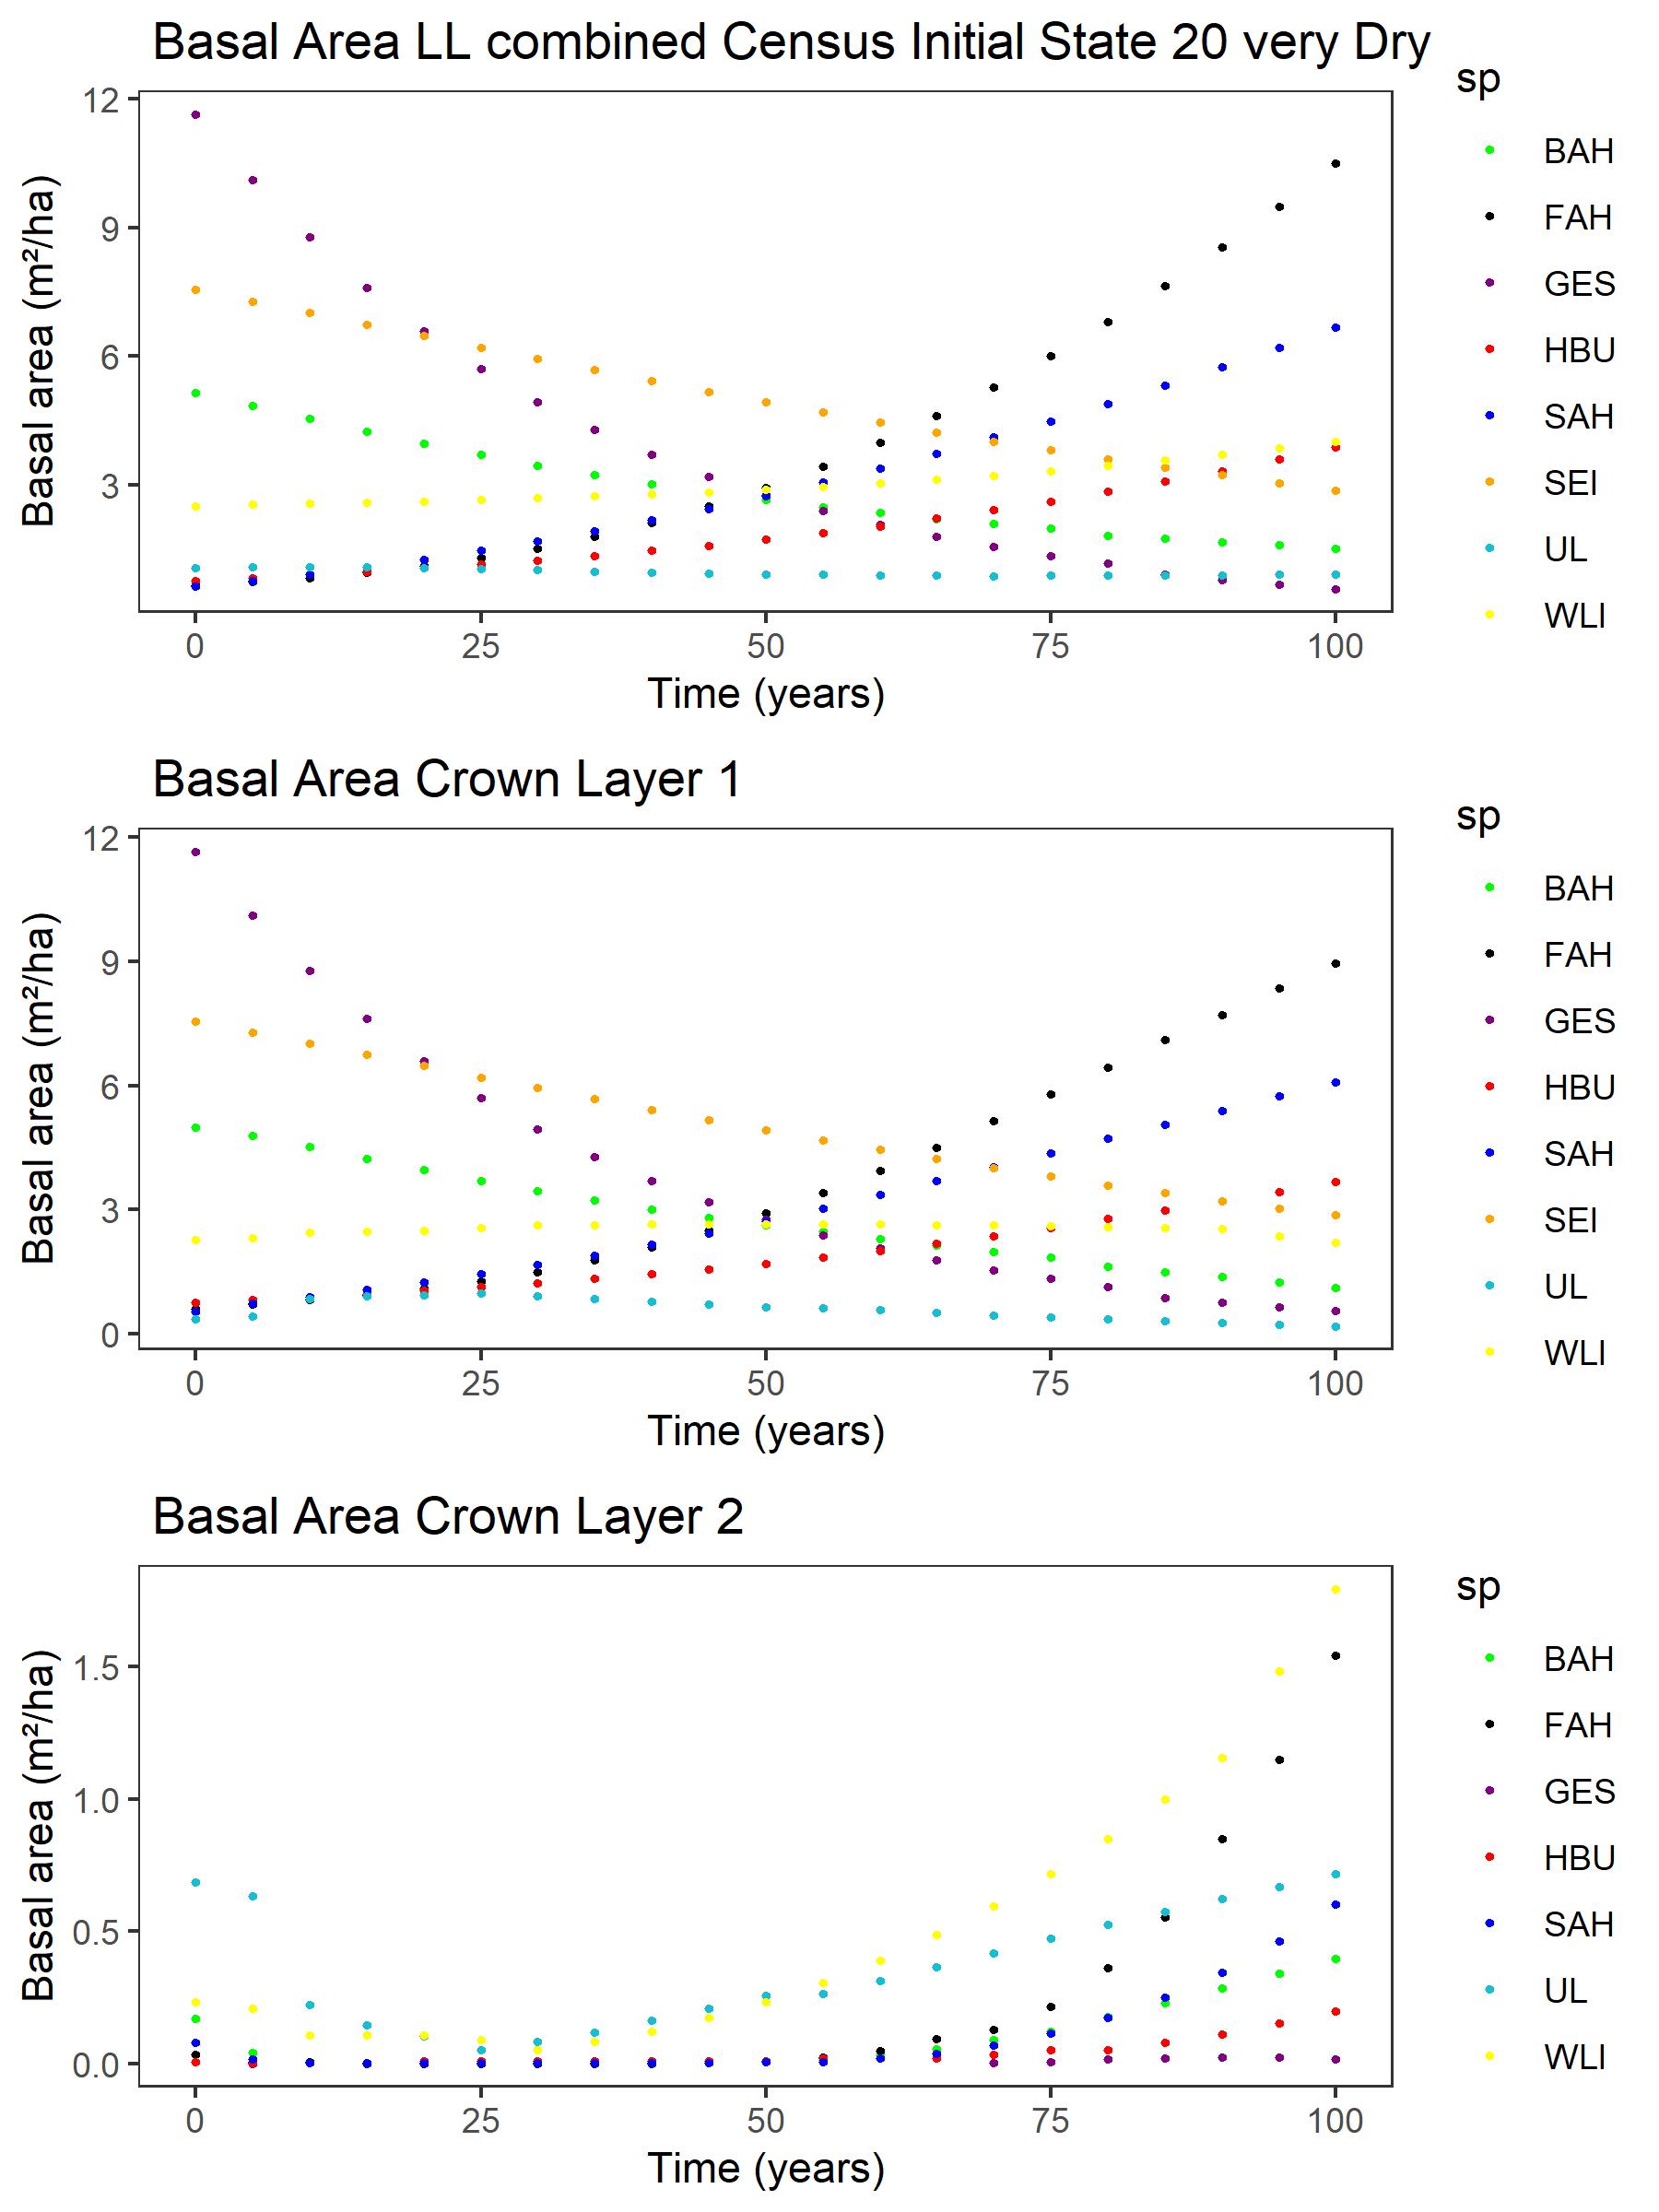 Basal Area LL combined Census Initial State 20 very Dry
Basal area (m²/ha)
12
9
6
3
0
25
50
75
100
Time (years)
sp
BAH
FAH
GES
HBU
SAH
SEI
UL
WLI
Basal Area Crown Layer 1
Basal area (m²/ha)
12
9
6
3
0
0
25
50
75
100
Time (years)
sp
BAH
FAH
GES
HBU
SAH
SEI
UL
WLI
Basal Area Crown Layer 2
Basal area (m²/ha)
1.5
1.0
0.5
0.0
0
25
50
75
100
Time (years)
sp
BAH
FAH
GES
HBU
SAH
UL
WLI